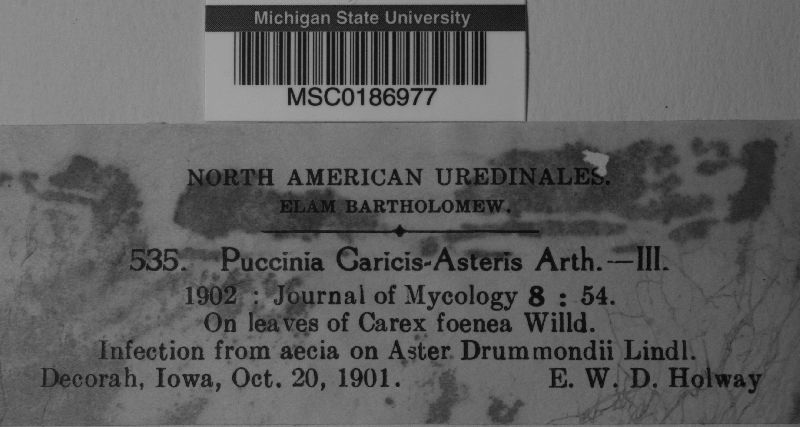 Michigan State University
MSC0186977
NORTH AMERICAN UREDINALES.
ELAM BARTHOLOMEW.
535. Puccinia Caricis-Asteris Arth.—III.
1902 : Journal of Mycology 8 : 54.
On leaves of Carex foenea Willd.
Infection from aecia on Aster Drummondii Lindl.
Decorah, Iowa, Oct. 20, 1901. E. W. D. Holway